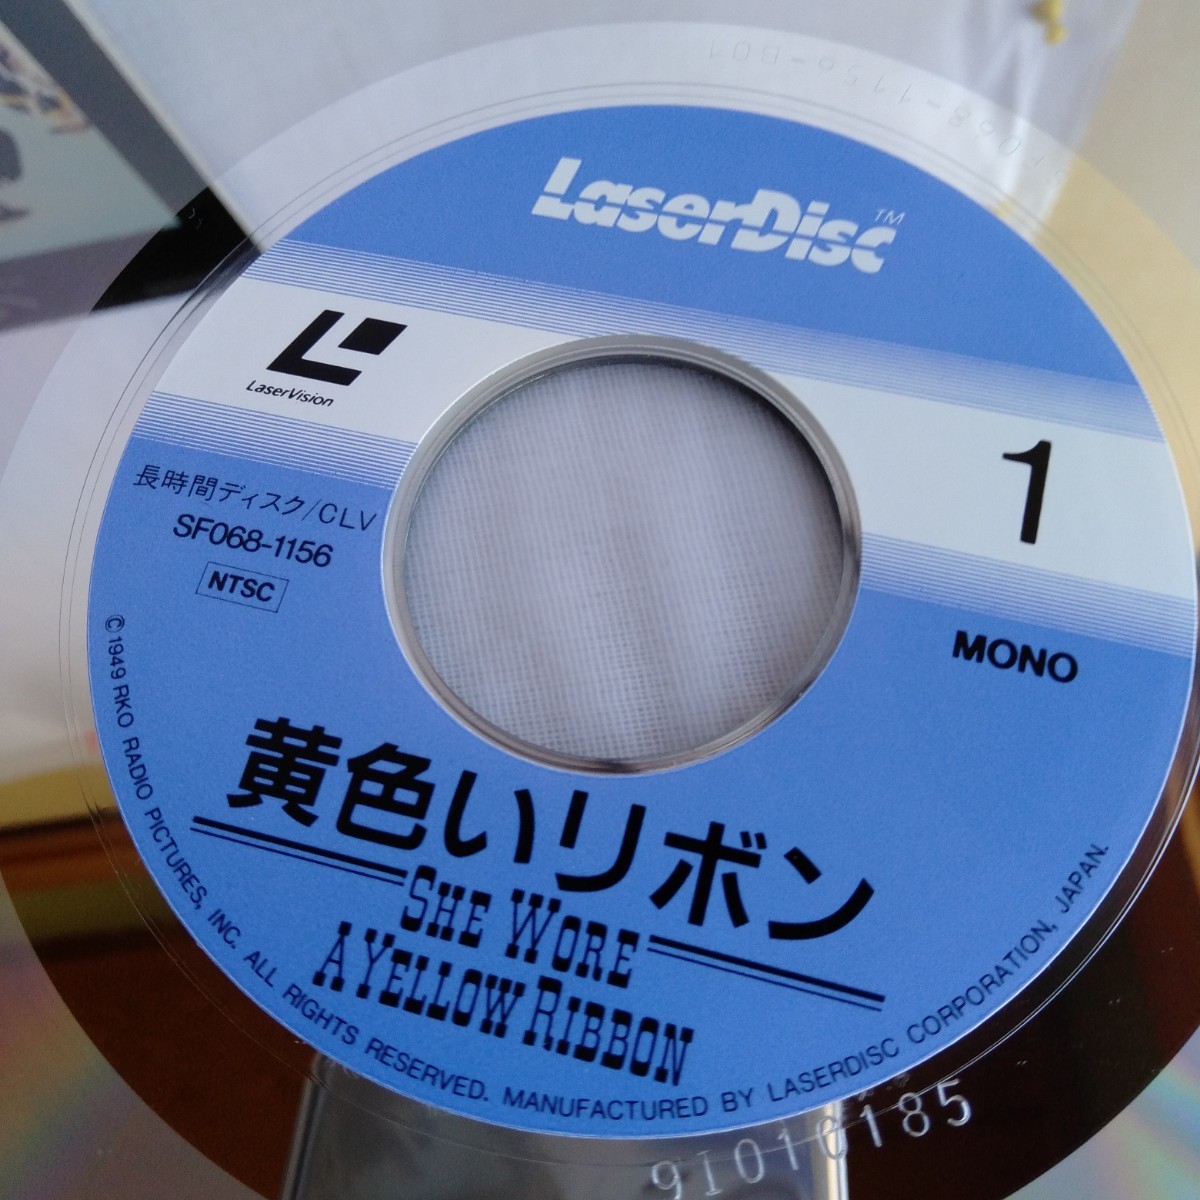 LaserDisc™
LaserVision
1
長時間ディスク/CLV
SF068-1156
NTSC
MONO
黄色いリボン
SHE WORE
A YELLOW RIBBON
©1949 RKO RADIO PICTURES, INC. ALL RIGHTS RESERVED. MANUFACTURED BY LASERDISC CORPORATION, JAPAN.